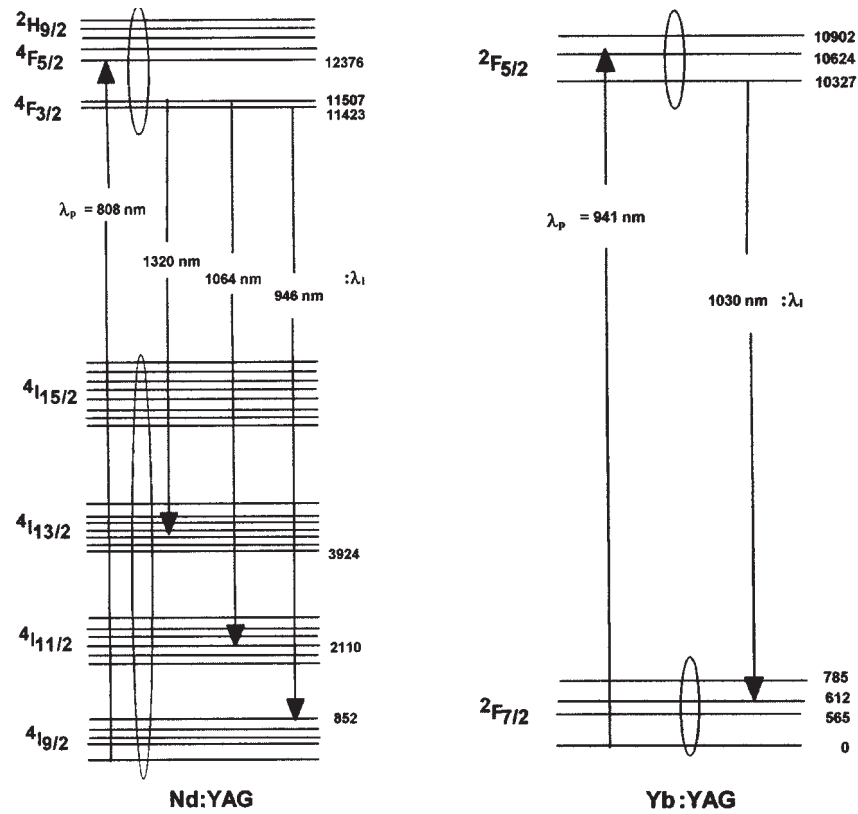 ²H9/2
⁴F5/2
12376
⁴F3/2
11507
11423
λp = 808 nm
1320 nm
1064 nm
946 nm :λl
⁴I15/2
⁴I13/2
3924
⁴I11/2
2110
⁴I9/2
852
Nd:YAG
²F5/2
10902
10624
10327
λp = 941 nm
1030 nm :λl
²F7/2
785
612
565
0
Yb:YAG